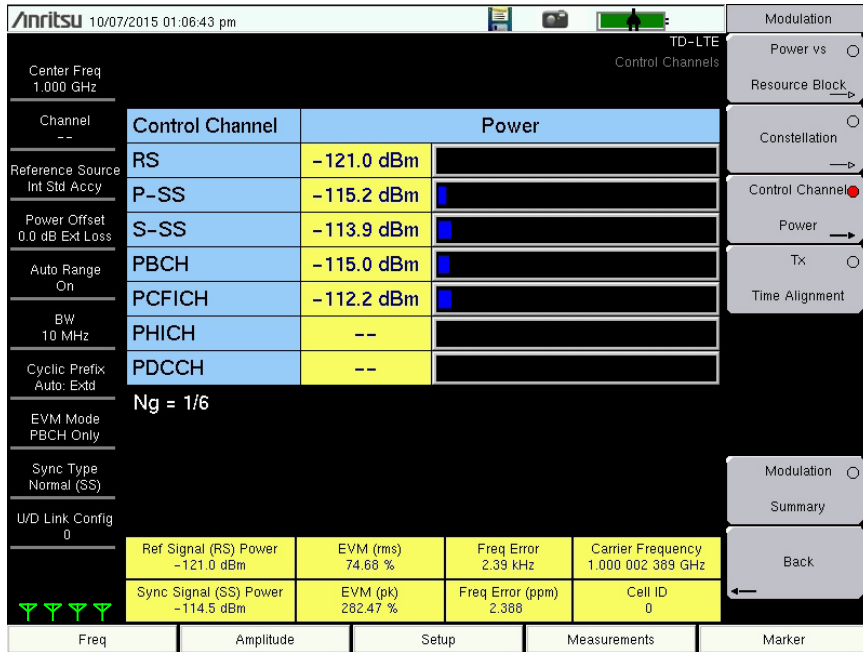 Anritsu 10/07/2015 01:06:43 pm
TD-LTE
Control Channels
Center Freq
1.000 GHz
Channel
--
Reference Source
Int Std Accy
Power Offset
0.0 dB Ext Loss
Auto Range
On
BW
10 MHz
Cyclic Prefix
Auto: Extd
EVM Mode
PBCH Only
Sync Type
Normal (SS)
U/D Link Config
0
Control Channel Power
RS -121.0 dBm
P-SS -115.2 dBm
S-SS -113.9 dBm
PBCH -115.0 dBm
PCFICH -112.2 dBm
PHICH --
PDCCH --
Ng = 1/6
Ref Signal (RS) Power
-121.0 dBm
EVM (rms)
74.68 %
Freq Error
2.39 kHz
Carrier Frequency
1.000 002 389 GHz
Sync Signal (SS) Power
-114.5 dBm
EVM (pk)
282.47 %
Freq Error (ppm)
2.388
Cell ID
0
Modulation
Power vs
Resource Block
Constellation
Control Channel
Power
Tx
Time Alignment
Modulation
Summary
Back
Freq Amplitude Setup Measurements Marker